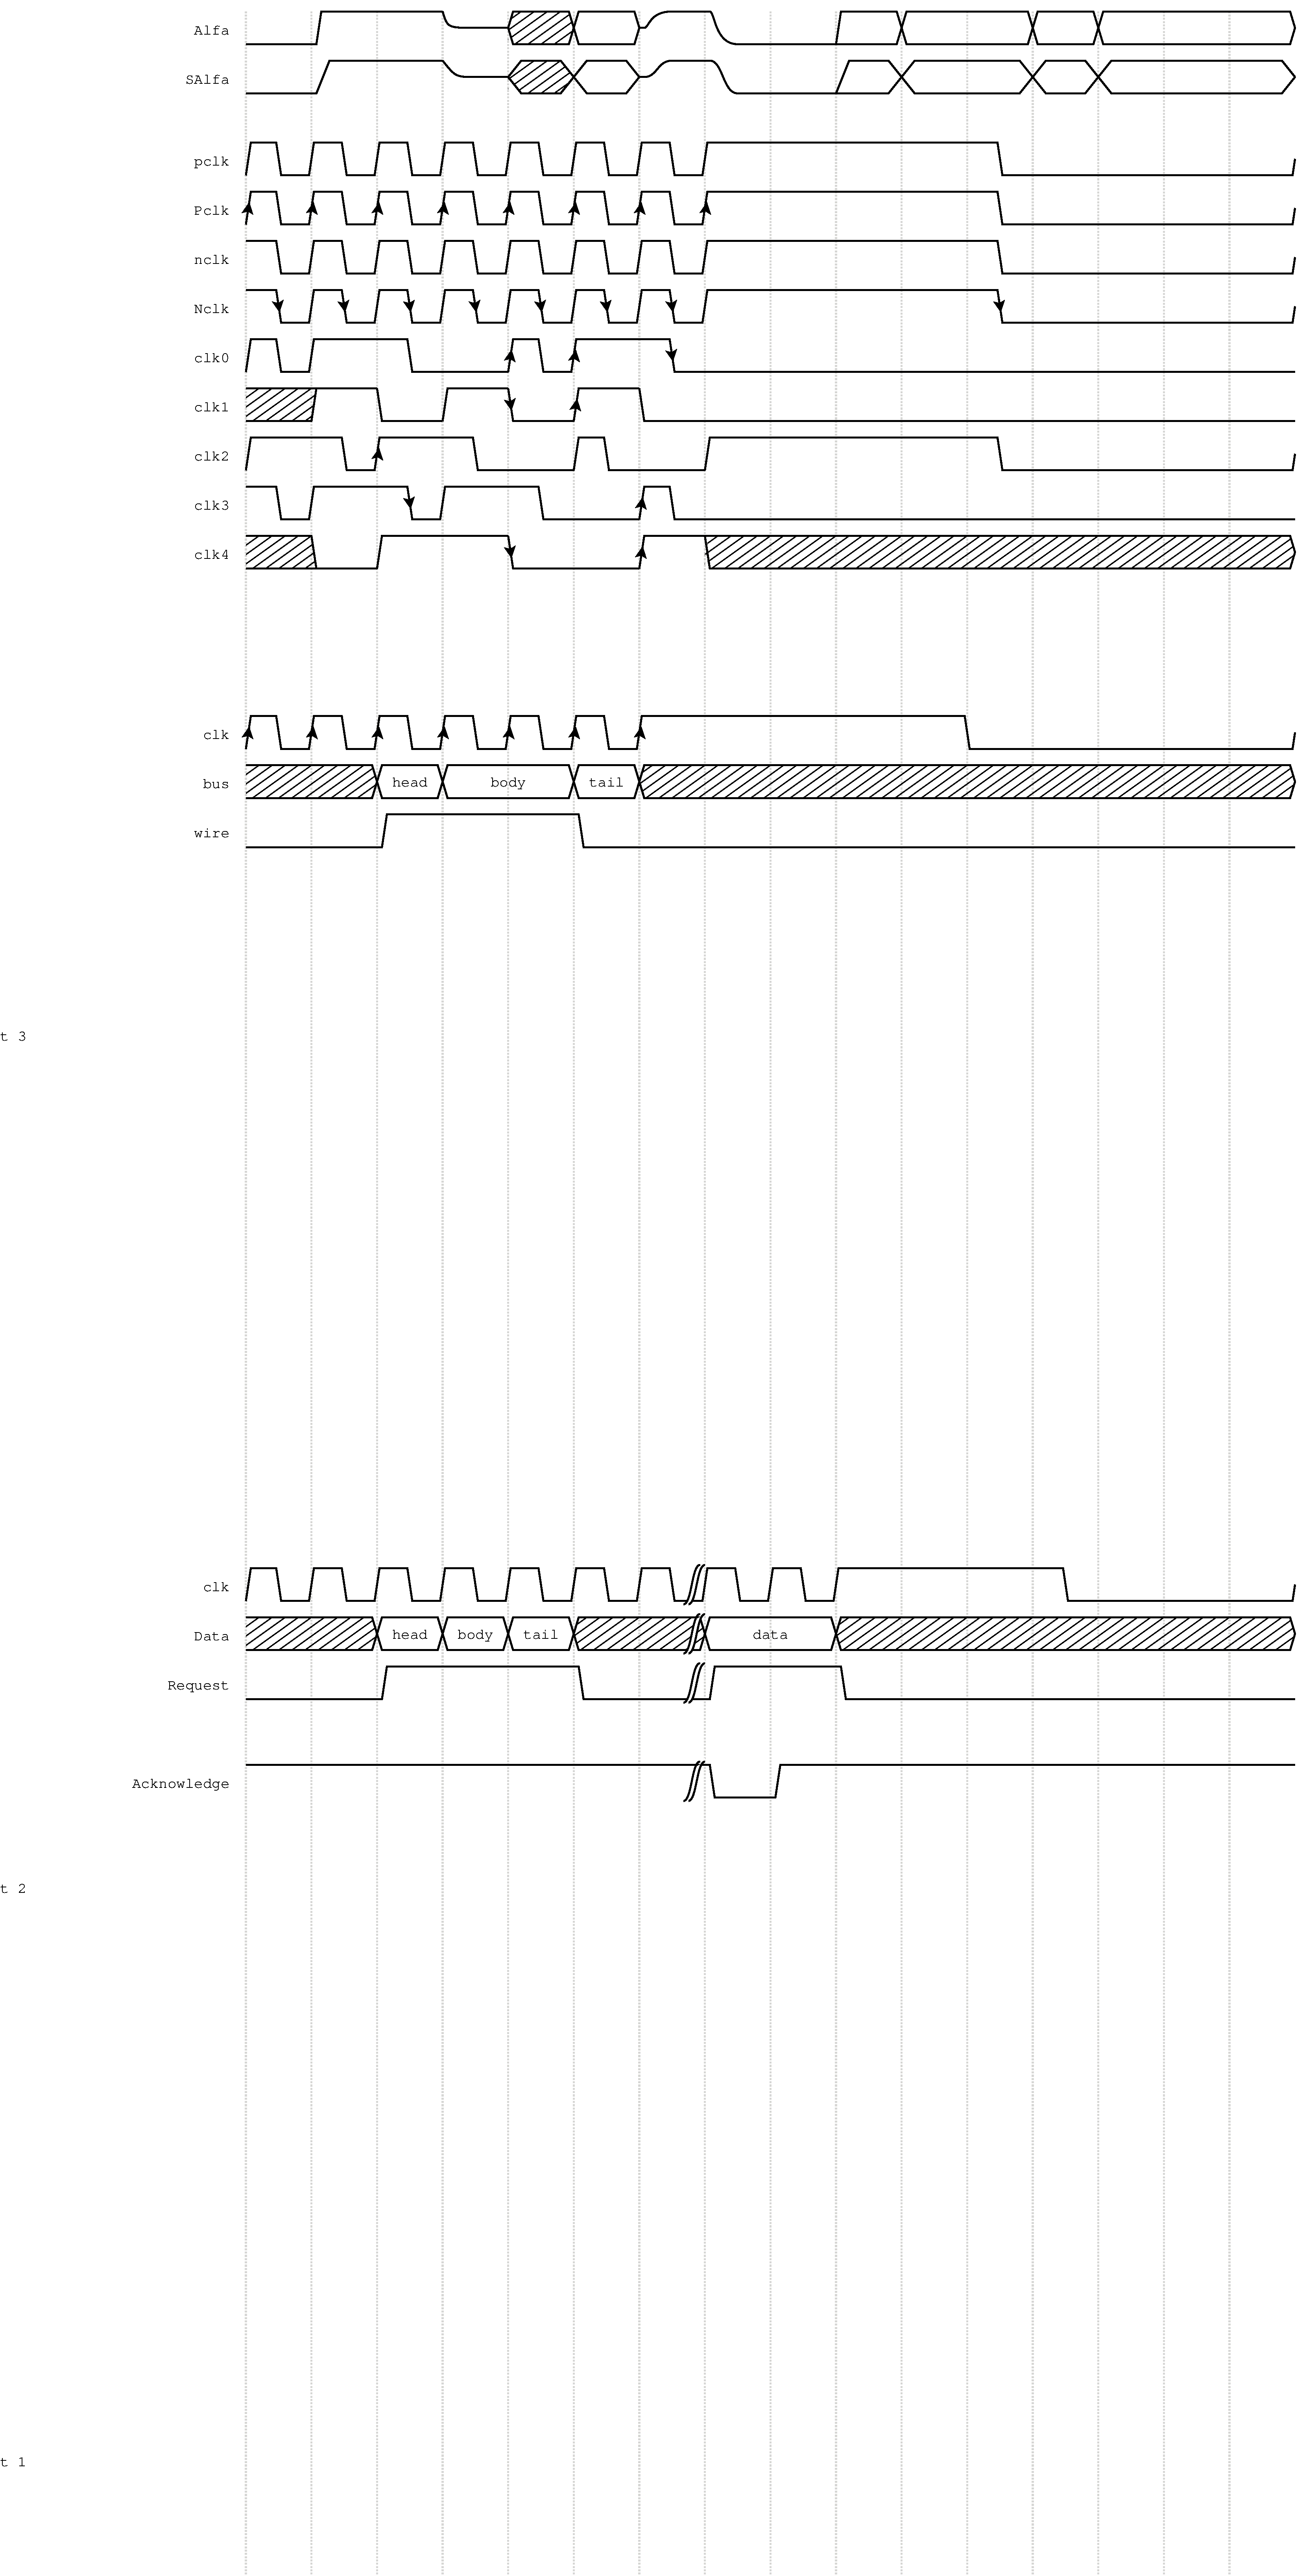 Alfa
SAlfa
pclk
Pclk
nclk
Nclk
clk0
clk1
clk2
clk3
clk4
clk
bus head body tail
wire
t 3
clk
Data head body tail data
Request
Acknowledge
t 2
t 1